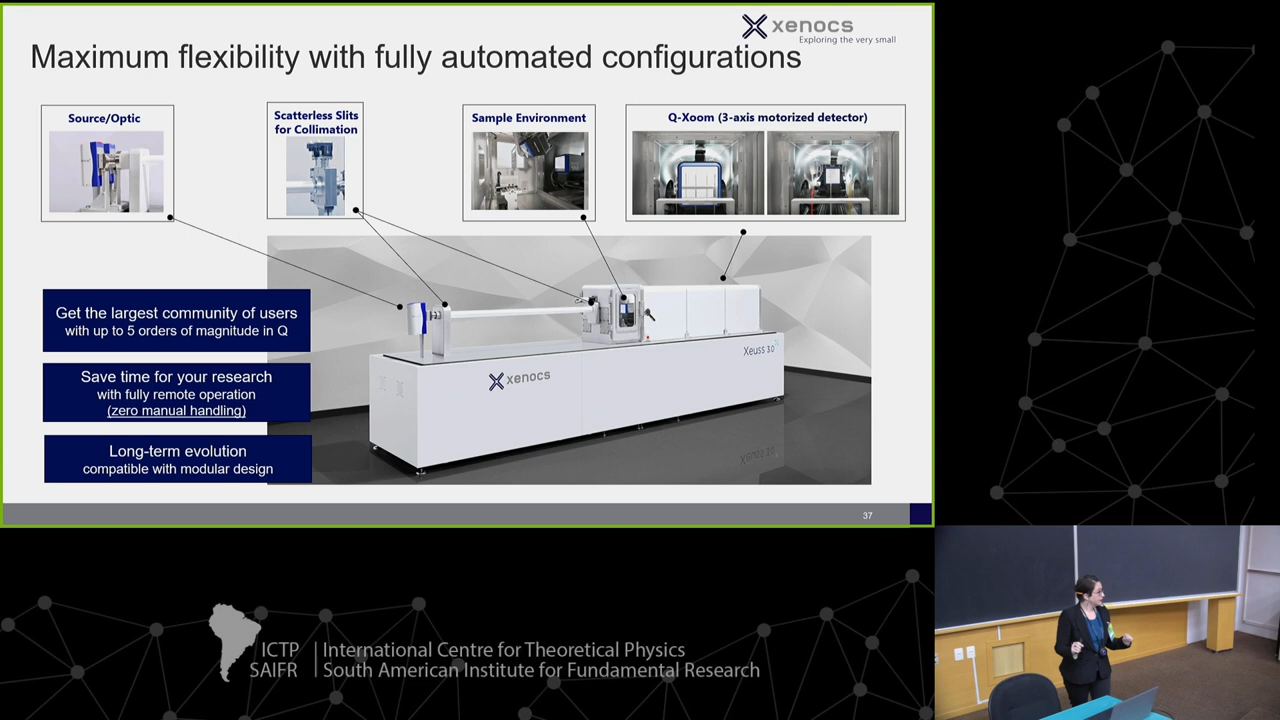 xenocs
Exploring the very small
Maximum flexibility with fully automated configurations
Source/Optic
Scatterless Slits
for Collimation
Sample Environment
Q-Xoom (3-axis motorized detector)
Get the largest community of users
with up to 5 orders of magnitude in Q
Save time for your research
with fully remote operation
(zero manual handling)
Long-term evolution
compatible with modular design
xenocs
Xeuss 3.0
37
ICTP
SAIFR
International Centre for Theoretical Physics
South American Institute for Fundamental Research